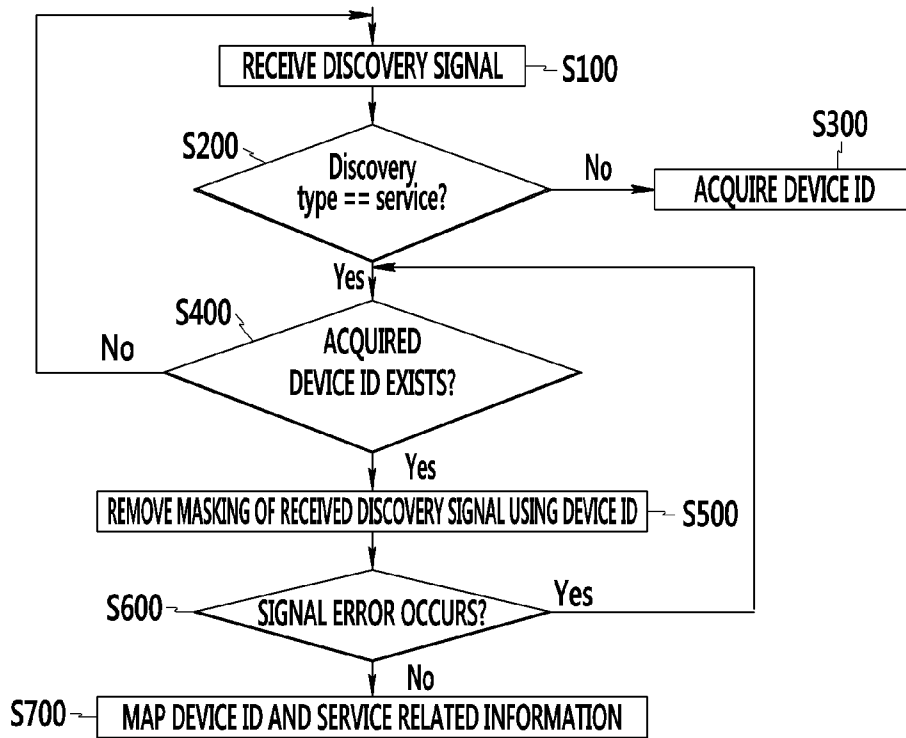 RECEIVE DISCOVERY SIGNAL
S100
S200
Discovery
type == service?
No
S300
ACQUIRE DEVICE ID
Yes
S400
No
ACQUIRED
DEVICE ID EXISTS?
Yes
REMOVE MASKING OF RECEIVED DISCOVERY SIGNAL USING DEVICE ID
S500
S600
SIGNAL ERROR OCCURS?
Yes
No
S700
MAP DEVICE ID AND SERVICE RELATED INFORMATION